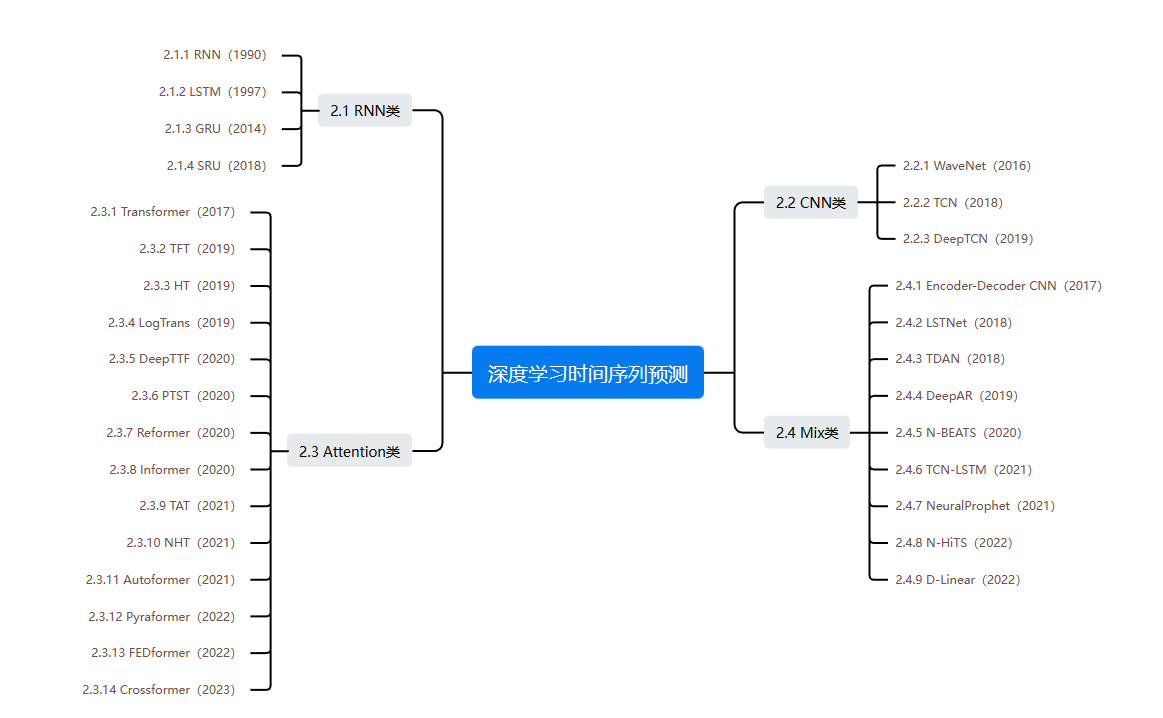 深度学习时间序列预测
2.1 RNN类
2.1.1 RNN（1990）
2.1.2 LSTM（1997）
2.1.3 GRU（2014）
2.1.4 SRU（2018）
2.2 CNN类
2.2.1 WaveNet（2016）
2.2.2 TCN（2018）
2.2.3 DeepTCN（2019）
2.3 Attention类
2.3.1 Transformer（2017）
2.3.2 TFT（2019）
2.3.3 HT（2019）
2.3.4 LogTrans（2019）
2.3.5 DeepTTF（2020）
2.3.6 PTST（2020）
2.3.7 Reformer（2020）
2.3.8 Informer（2020）
2.3.9 TAT（2021）
2.3.10 NHT（2021）
2.3.11 Autoformer（2021）
2.3.12 Pyraformer（2022）
2.3.13 FEDformer（2022）
2.3.14 Crossformer（2023）
2.4 Mix类
2.4.1 Encoder-Decoder CNN（2017）
2.4.2 LSTNet（2018）
2.4.3 TDAN（2018）
2.4.4 DeepAR（2019）
2.4.5 N-BEATS（2020）
2.4.6 TCN-LSTM（2021）
2.4.7 NeuralProphet（2021）
2.4.8 N-HiTS（2022）
2.4.9 D-Linear（2022）